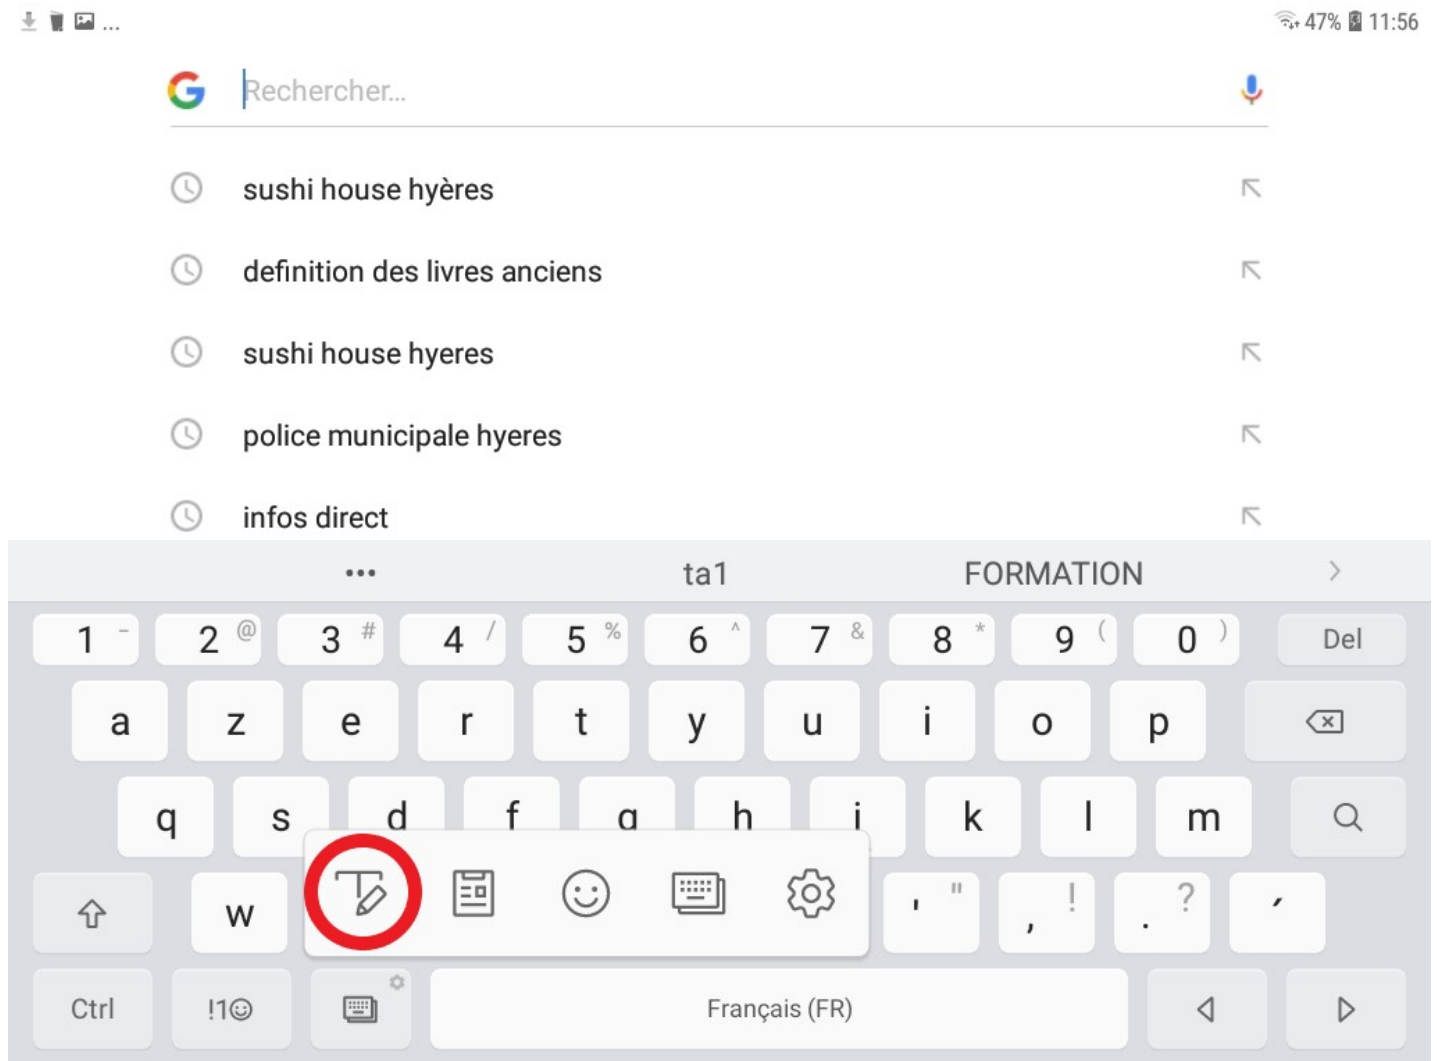 ... 47% 11:56
G Rechercher...
sushi house hyères
definition des livres anciens
sushi house hyeres
police municipale hyeres
infos direct
••• ta1 FORMATION
1 - 2 @ 3 # 4 / 5 % 6 ^ 7 & 8 * 9 ( 0 ) Del
a z e r t y u i o p
q s d f g h j k l m
w ' " , ! . ? ´
Ctrl !1☺ Français (FR)